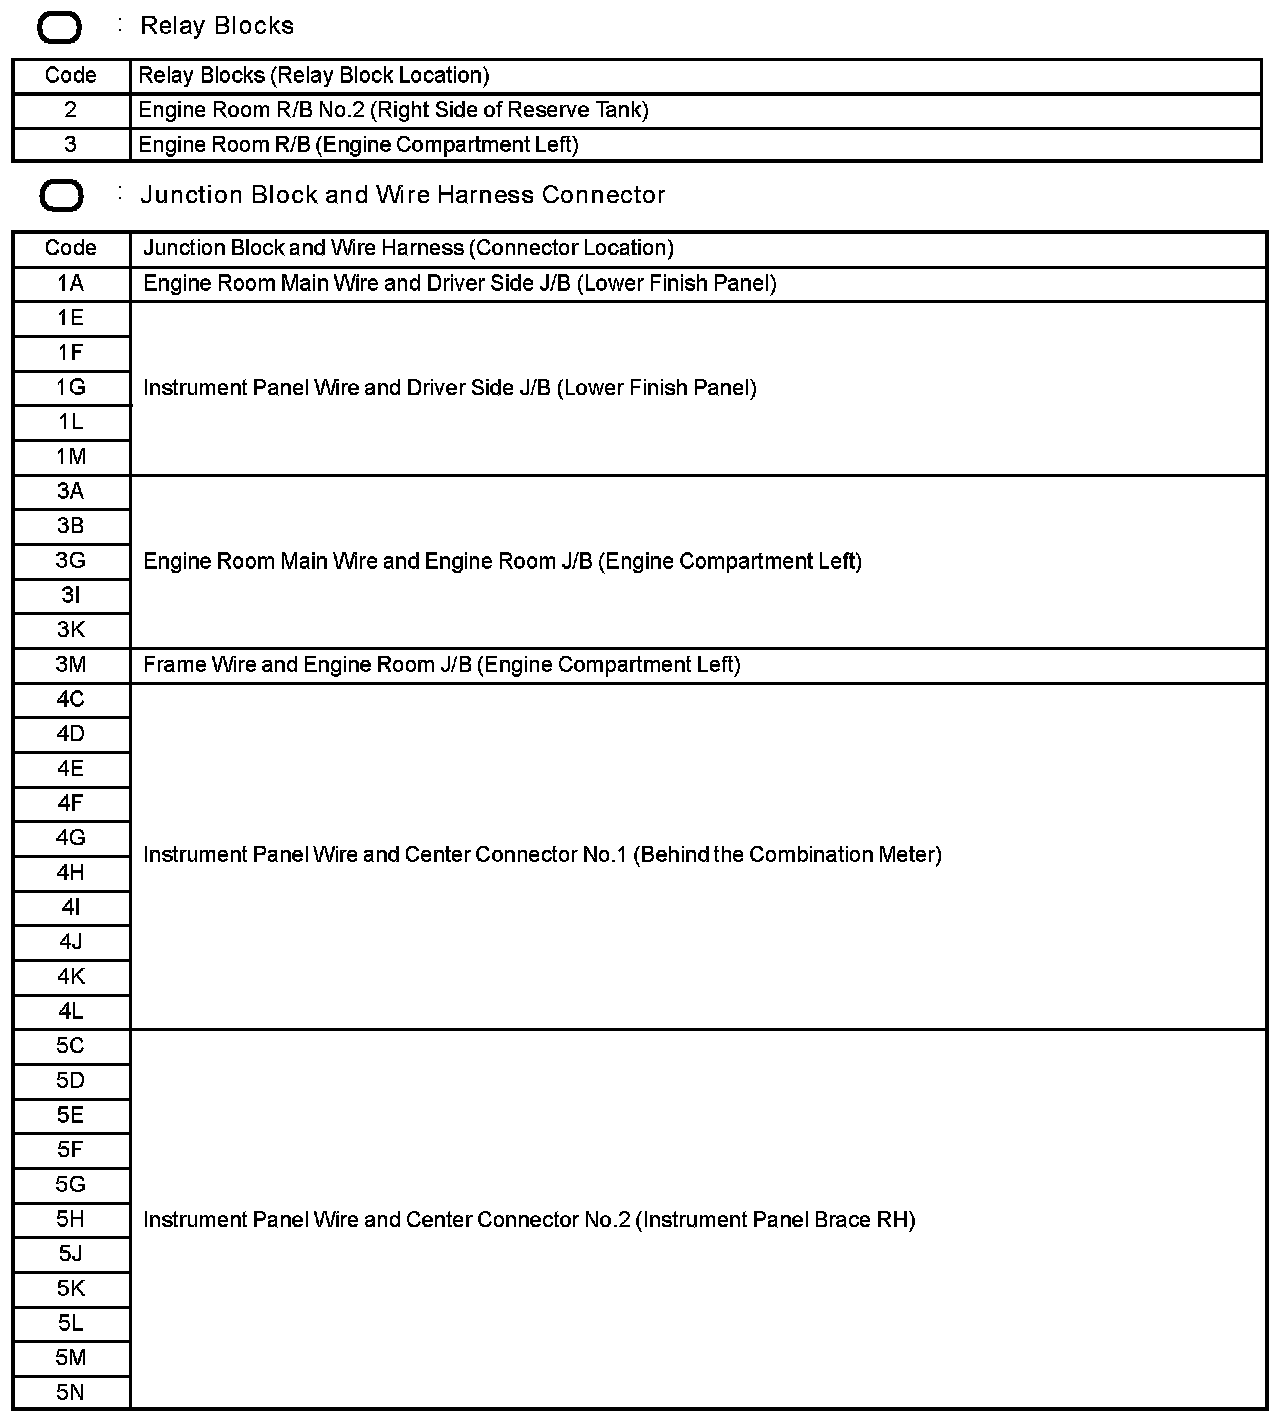 : Relay Blocks
Code Relay Blocks (Relay Block Location)
2 Engine Room R/B No.2 (Right Side of Reserve Tank)
3 Engine Room R/B (Engine Compartment Left)
: Junction Block and Wire Harness Connector
Code Junction Block and Wire Harness (Connector Location)
1A Engine Room Main Wire and Driver Side J/B (Lower Finish Panel)
1E
1F
1G Instrument Panel Wire and Driver Side J/B (Lower Finish Panel)
1L
1M
3A
3B
3G Engine Room Main Wire and Engine Room J/B (Engine Compartment Left)
3I
3K
3M Frame Wire and Engine Room J/B (Engine Compartment Left)
4C
4D
4E
4F
4G
Instrument Panel Wire and Center Connector No.1 (Behind the Combination Meter)
4H
4I
4J
4K
4L
5C
5D
5E
5F
5G
5H Instrument Panel Wire and Center Connector No.2 (Instrument Panel Brace RH)
5J
5K
5L
5M
5N